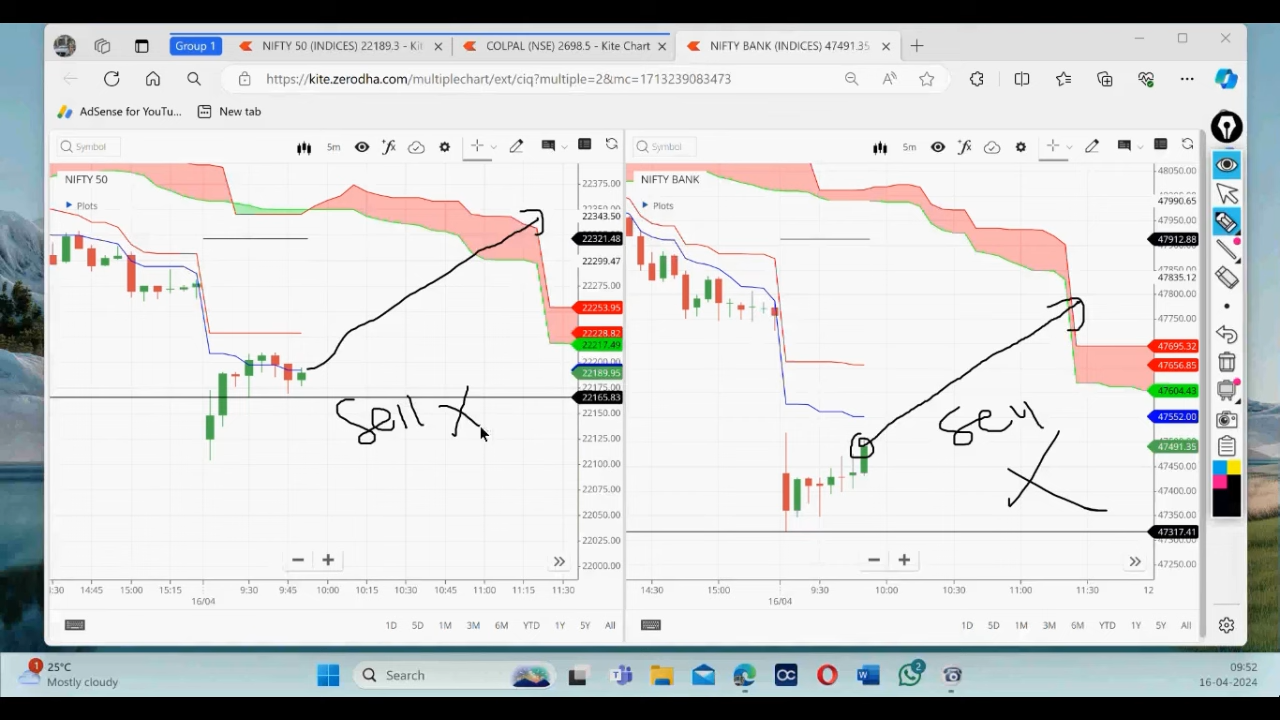 Group 1
NIFTY 50 (INDICES) 22189.3 - Kit
COLPAL (NSE) 2698.5 - Kite Chart
NIFTY BANK (INDICES) 47491.35
https://kite.zerodha.com/multiplechart/ext/ciq?multiple=2&mc=1713239083473
AdSense for YouTu...
New tab
Symbol
5m
NIFTY 50
Plots
22375.00
22343.50
22321.48
22299.47
22275.00
22253.95
22228.82
22217.49
22200.00
22189.95
22175.00
22165.83
22150.00
22125.00
22100.00
22075.00
22050.00
22025.00
22000.00
Sell X
:30 14:45 15:00 15:15 9:30 9:45 10:00 10:15 10:30 10:45 11:00 11:15 11:30
16/04
1D 5D 1M 3M 6M YTD 1Y 5Y All
Symbol
5m
NIFTY BANK
Plots
48050.00
47990.65
47950.00
47912.88
47835.12
47800.00
47750.00
47695.32
47656.85
47604.43
47552.00
47491.35
47450.00
47400.00
47350.00
47317.41
Sell
X
14:30 15:00 9:30 10:00 10:30 11:00 11:30 12
16/04
1D 5D 1M 3M 6M YTD 1Y 5Y All
1
25°C
Mostly cloudy
Search
2
09:52
16-04-2024